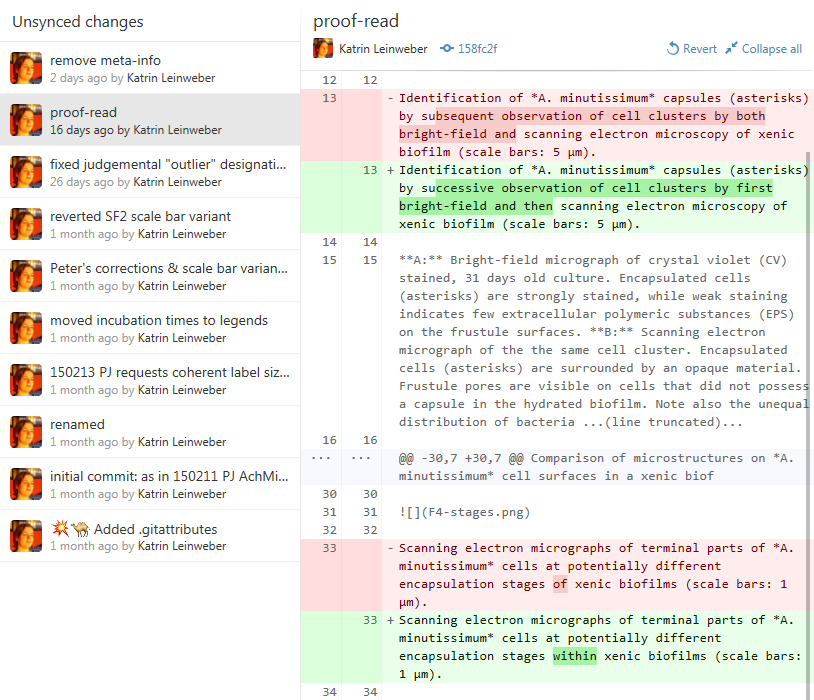 Unsynced changes
remove meta-info
2 days ago by Katrin Leinweber
proof-read
16 days ago by Katrin Leinweber
fixed judgemental "outlier" designati...
26 days ago by Katrin Leinweber
reverted SF2 scale bar variant
1 month ago by Katrin Leinweber
Peter's corrections & scale bar varian...
1 month ago by Katrin Leinweber
moved incubation times to legends
1 month ago by Katrin Leinweber
150213 PJ requests coherent label siz...
1 month ago by Katrin Leinweber
renamed
1 month ago by Katrin Leinweber
initial commit: as in 150211 PJ AchMi...
1 month ago by Katrin Leinweber
💥🐫 Added .gitattributes
1 month ago by Katrin Leinweber
proof-read
Katrin Leinweber 158fc2f Revert Collapse all
12 12
13 - Identification of *A. minutissimum* capsules (asterisks)
by subsequent observation of cell clusters by both
bright-field and scanning electron microscopy of xenic
biofilm (scale bars: 5 µm).
13 + Identification of *A. minutissimum* capsules (asterisks)
by successive observation of cell clusters by first
bright-field and then scanning electron microscopy of
xenic biofilm (scale bars: 5 µm).
14 14
15 15 **A:** Bright-field micrograph of crystal violet (CV)
stained, 31 days old culture. Encapsulated cells
(asterisks) are strongly stained, while weak staining
indicates few extracellular polymeric substances (EPS)
on the frustule surfaces. **B:** Scanning electron
micrograph of the the same cell cluster. Encapsulated
cells (asterisks) are surrounded by an opaque material.
Frustule pores are visible on cells that did not possess
a capsule in the hydrated biofilm. Note also the unequal
distribution of bacteria ...(line truncated)...
16 16
... ... @@ -30,7 +30,7 @@ Comparison of microstructures on *A.
minutissimum* cell surfaces in a xenic biof
30 30
31 31 ![](F4-stages.png)
32 32
33 - Scanning electron micrographs of terminal parts of *A.
minutissimum* cells at potentially different
encapsulation stages of xenic biofilms (scale bars: 1
µm).
33 + Scanning electron micrographs of terminal parts of *A.
minutissimum* cells at potentially different
encapsulation stages within xenic biofilms (scale bars:
1 µm).
34 34